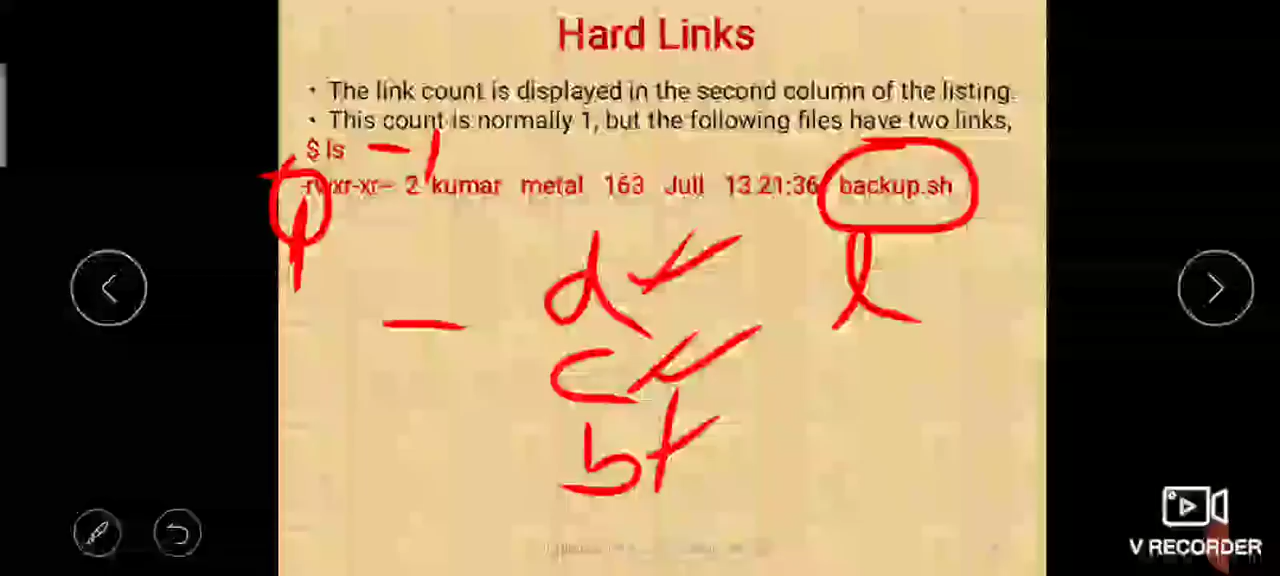 Hard Links
• The link count is displayed in the second column of the listing.
• This count is normally 1, but the following files have two links,
$ ls -l
-rwxr-xr-- 2 kumar metal 163 Jull 13.21:36 backup.sh
- d l
c
b
V RECORDER